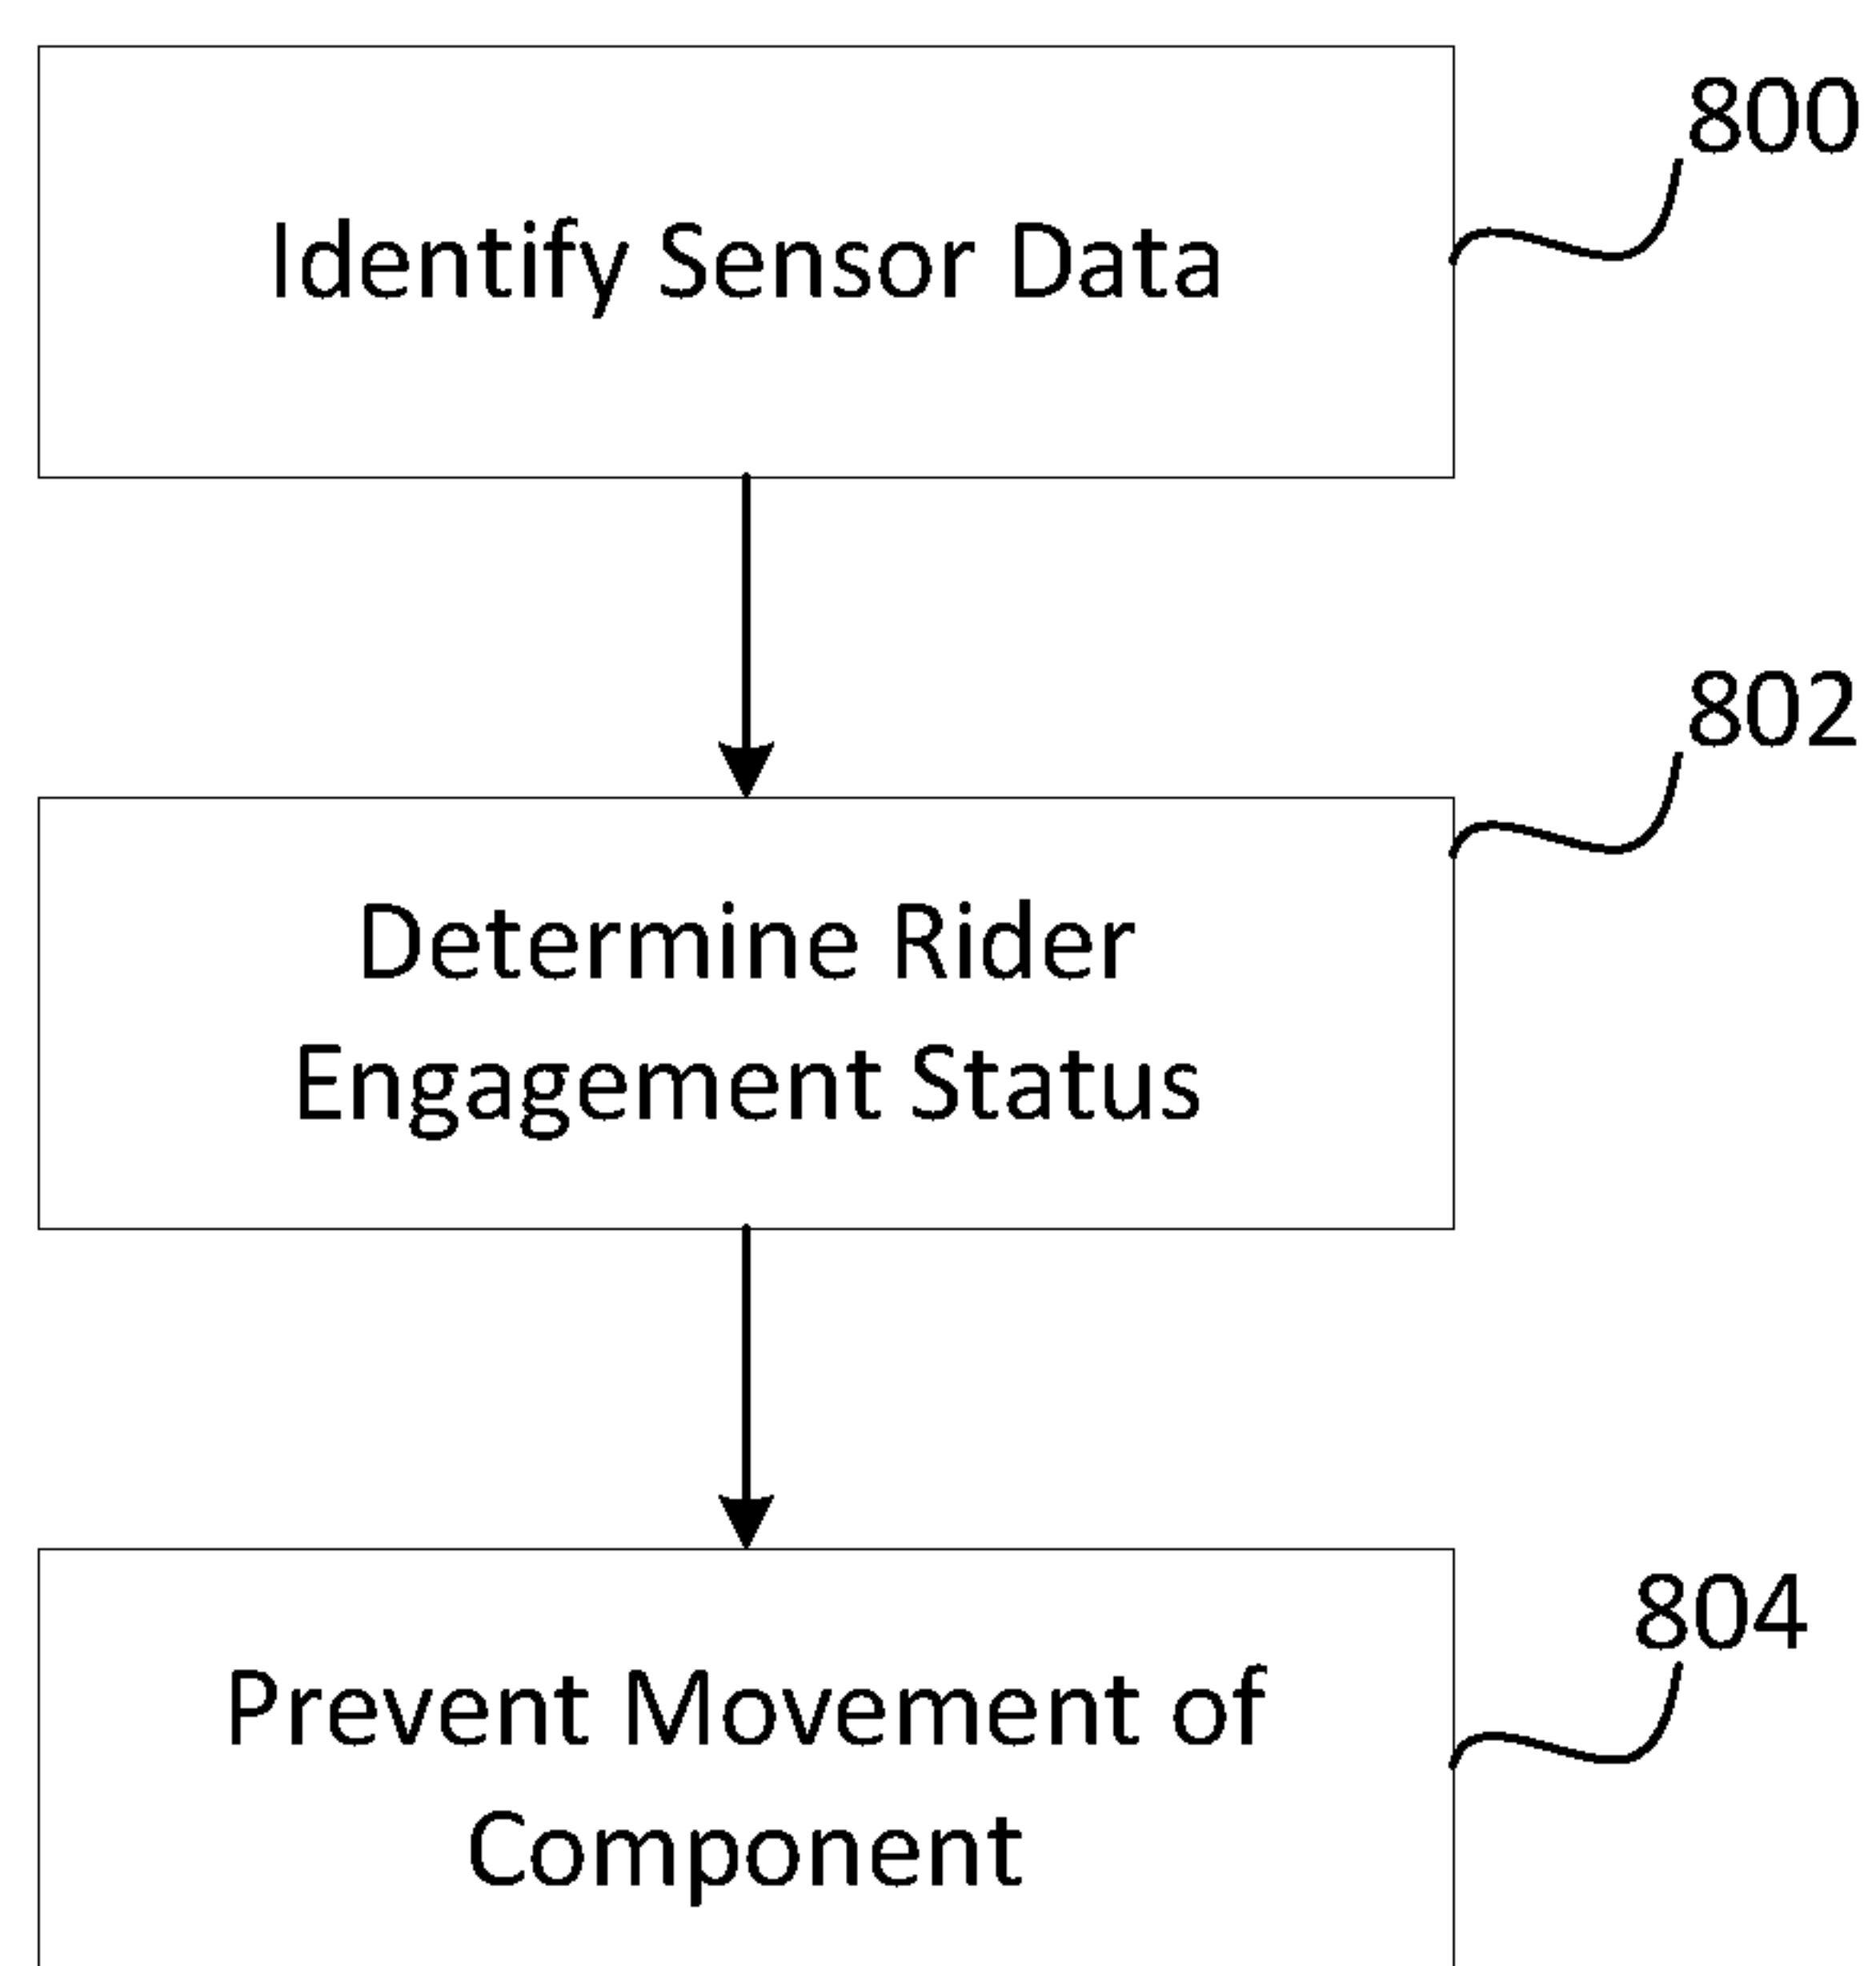 800
Identify Sensor Data
802
Determine Rider
Engagement Status
804
Prevent Movement of
Component